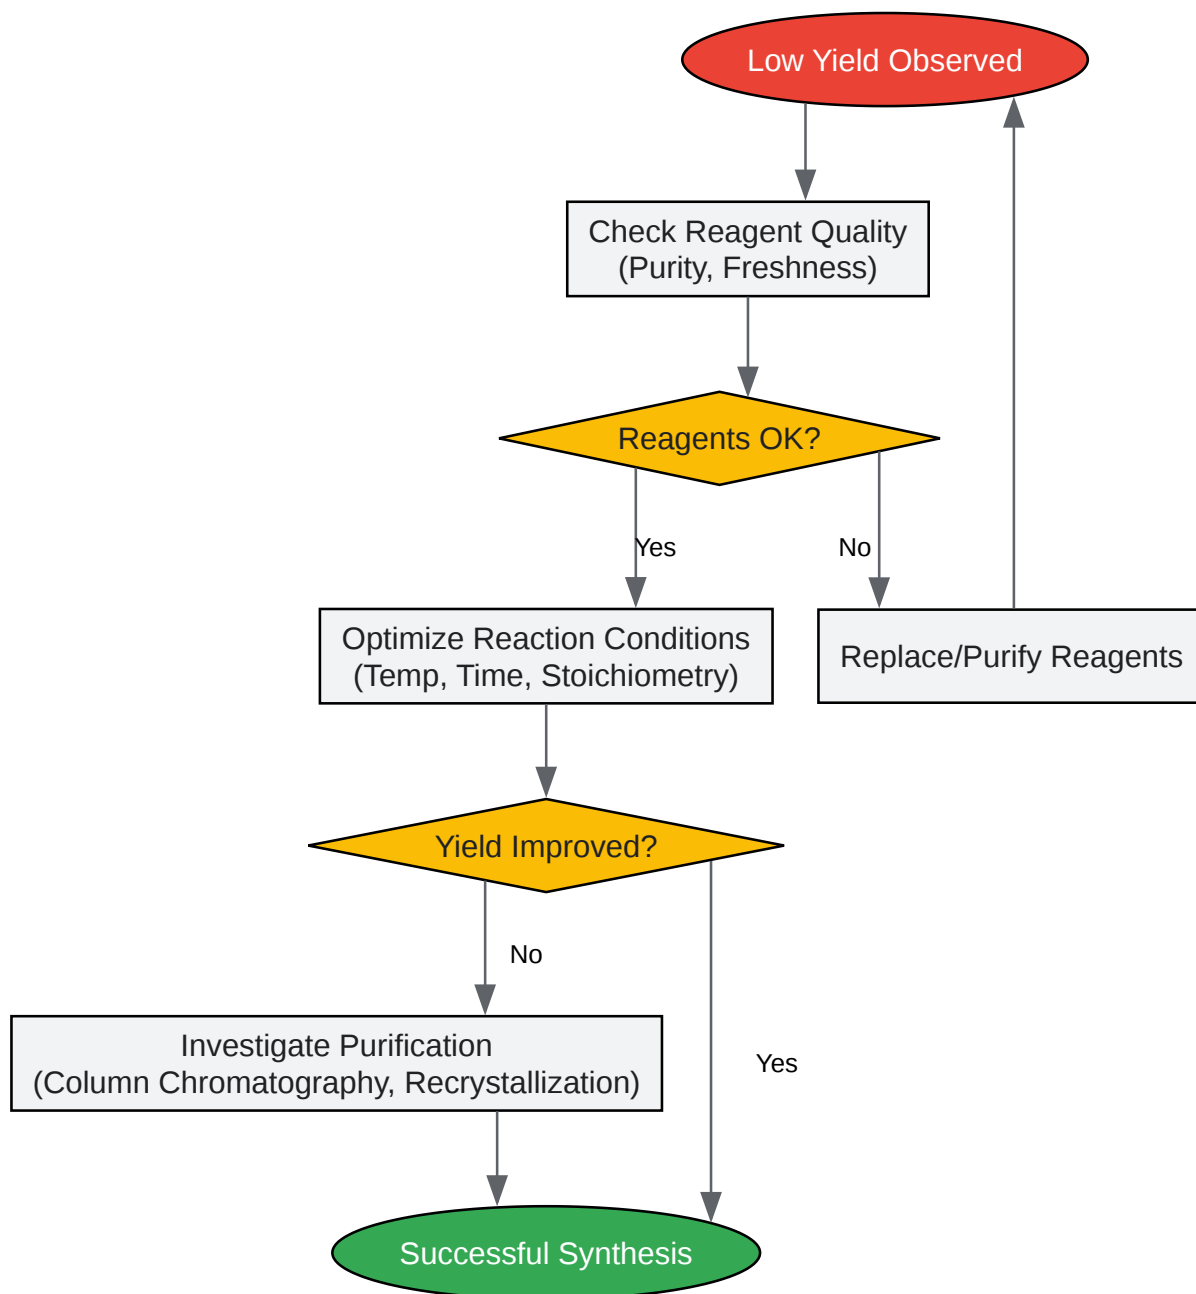 Low Yield Observed
Check Reagent Quality
(Purity, Freshness)
Reagents OK?
Yes
No
Optimize Reaction Conditions
(Temp, Time, Stoichiometry)
Replace/Purify Reagents
Yield Improved?
No
Investigate Purification
(Column Chromatography, Recrystallization)
Yes
Successful Synthesis